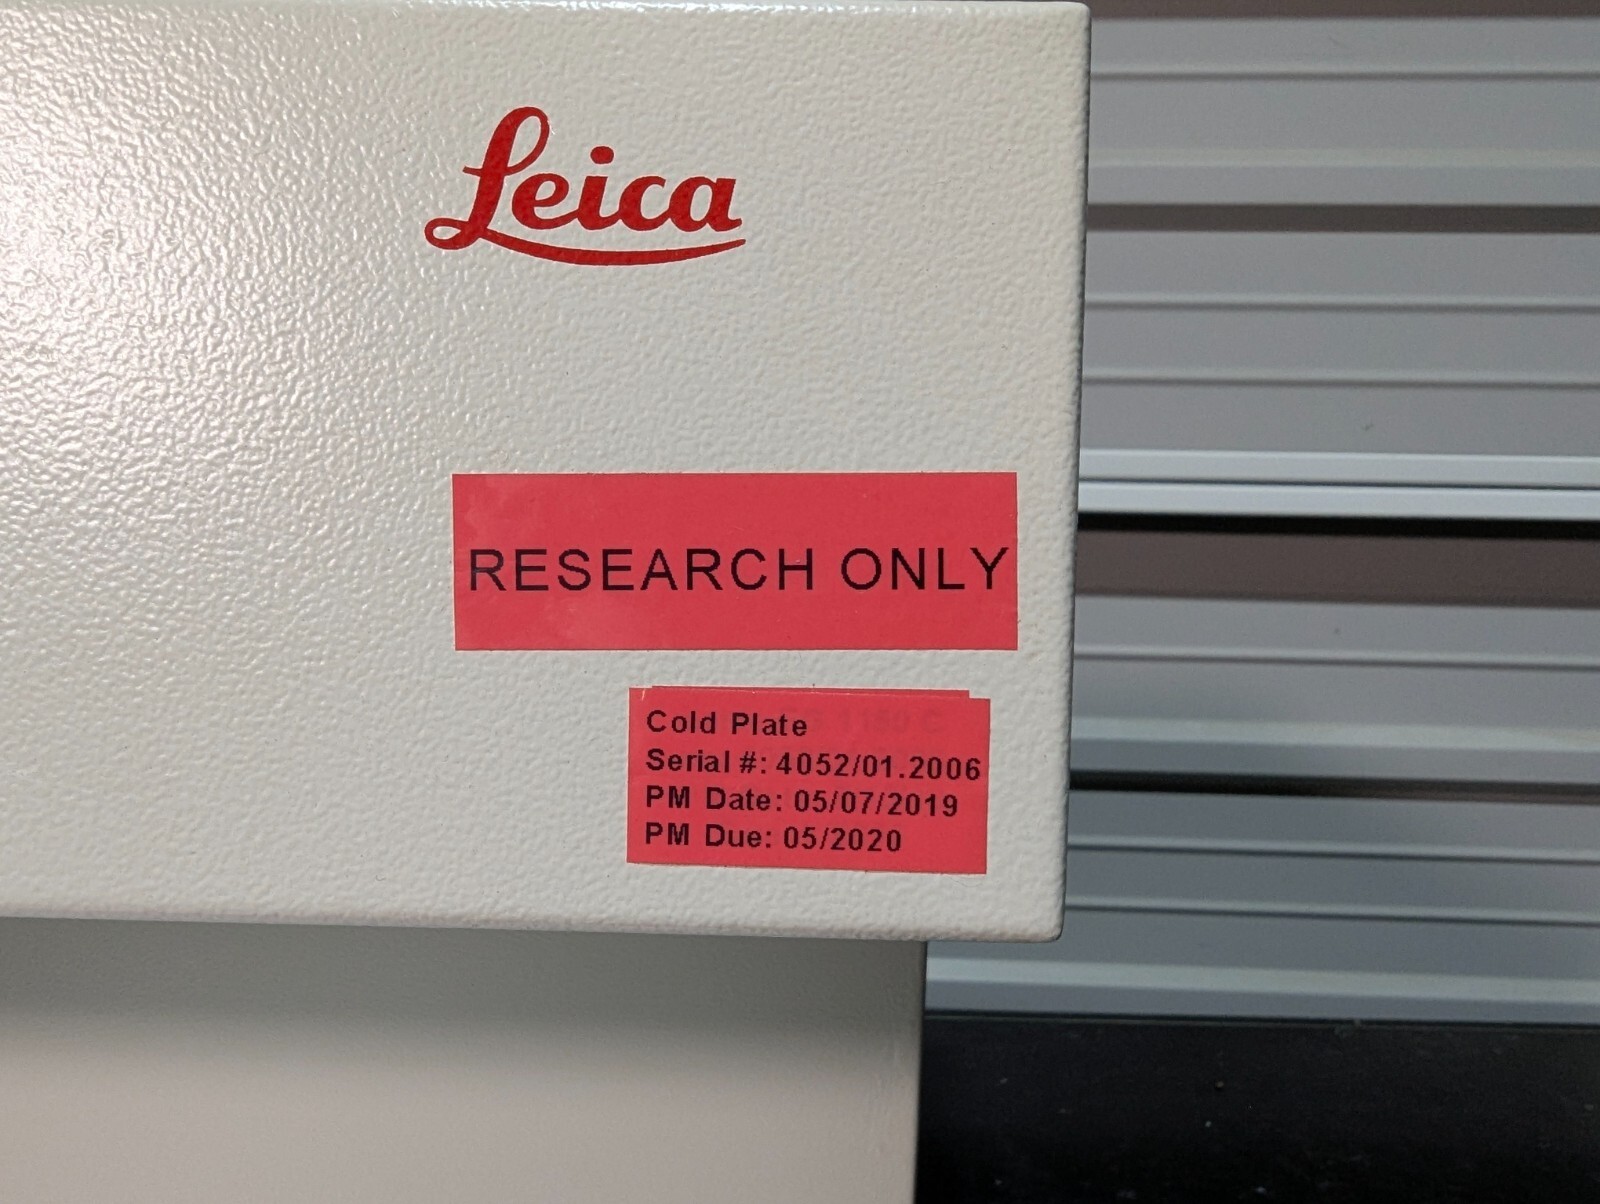 Leica
RESEARCH ONLY
Cold Plate
Serial #: 4052/01.2006
PM Date: 05/07/2019
PM Due: 05/2020